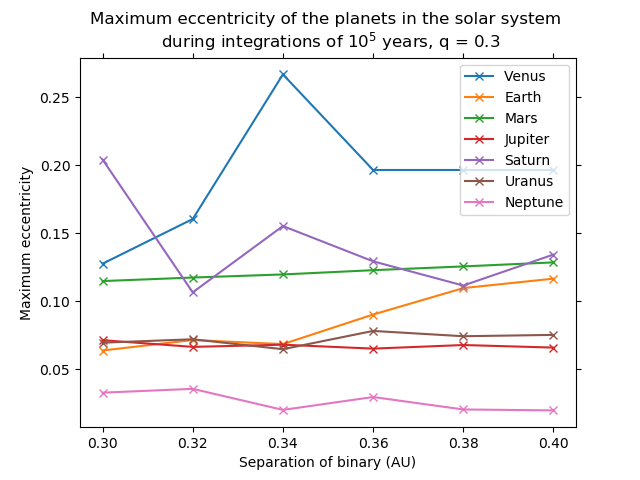 Maximum eccentricity of the planets in the solar system
during integrations of 10⁵ years, q = 0.3
Venus
Earth
Mars
Jupiter
Saturn
Uranus
Neptune
Maximum eccentricity
0.25
0.20
0.15
0.10
0.05
0.30 0.32 0.34 0.36 0.38 0.40
Separation of binary (AU)